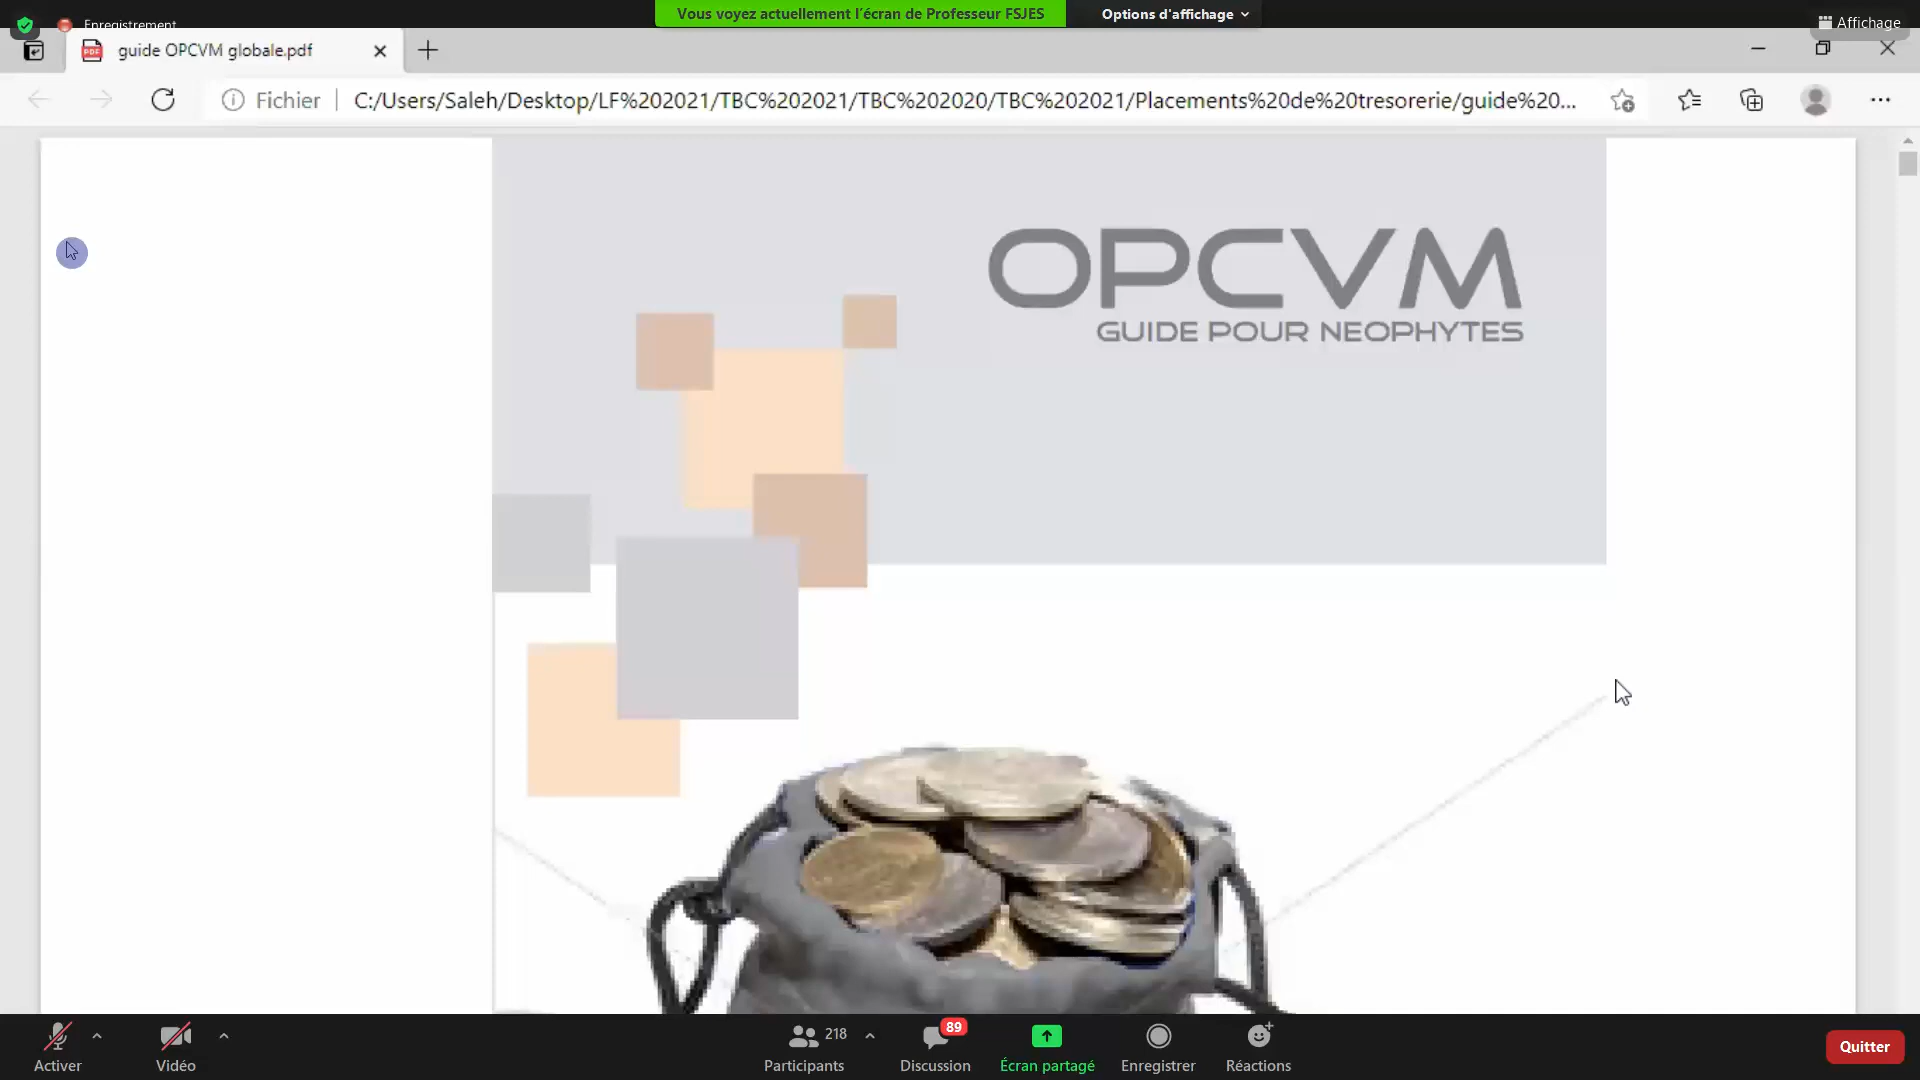 Vous voyez actuellement l'écran de Professeur FSJES
Options d'affichage
Enregistrement
Affichage
guide OPCVM globale.pdf
Fichier
C:/Users/Saleh/Desktop/LF%202021/TBC%202021/TBC%202020/TBC%202021/Placements%20de%20tresorerie/guide%20...
OPCVM
GUIDE POUR NEOPHYTES
Activer
Vidéo
218
Participants
89
Discussion
Écran partagé
Enregistrer
Réactions
Quitter